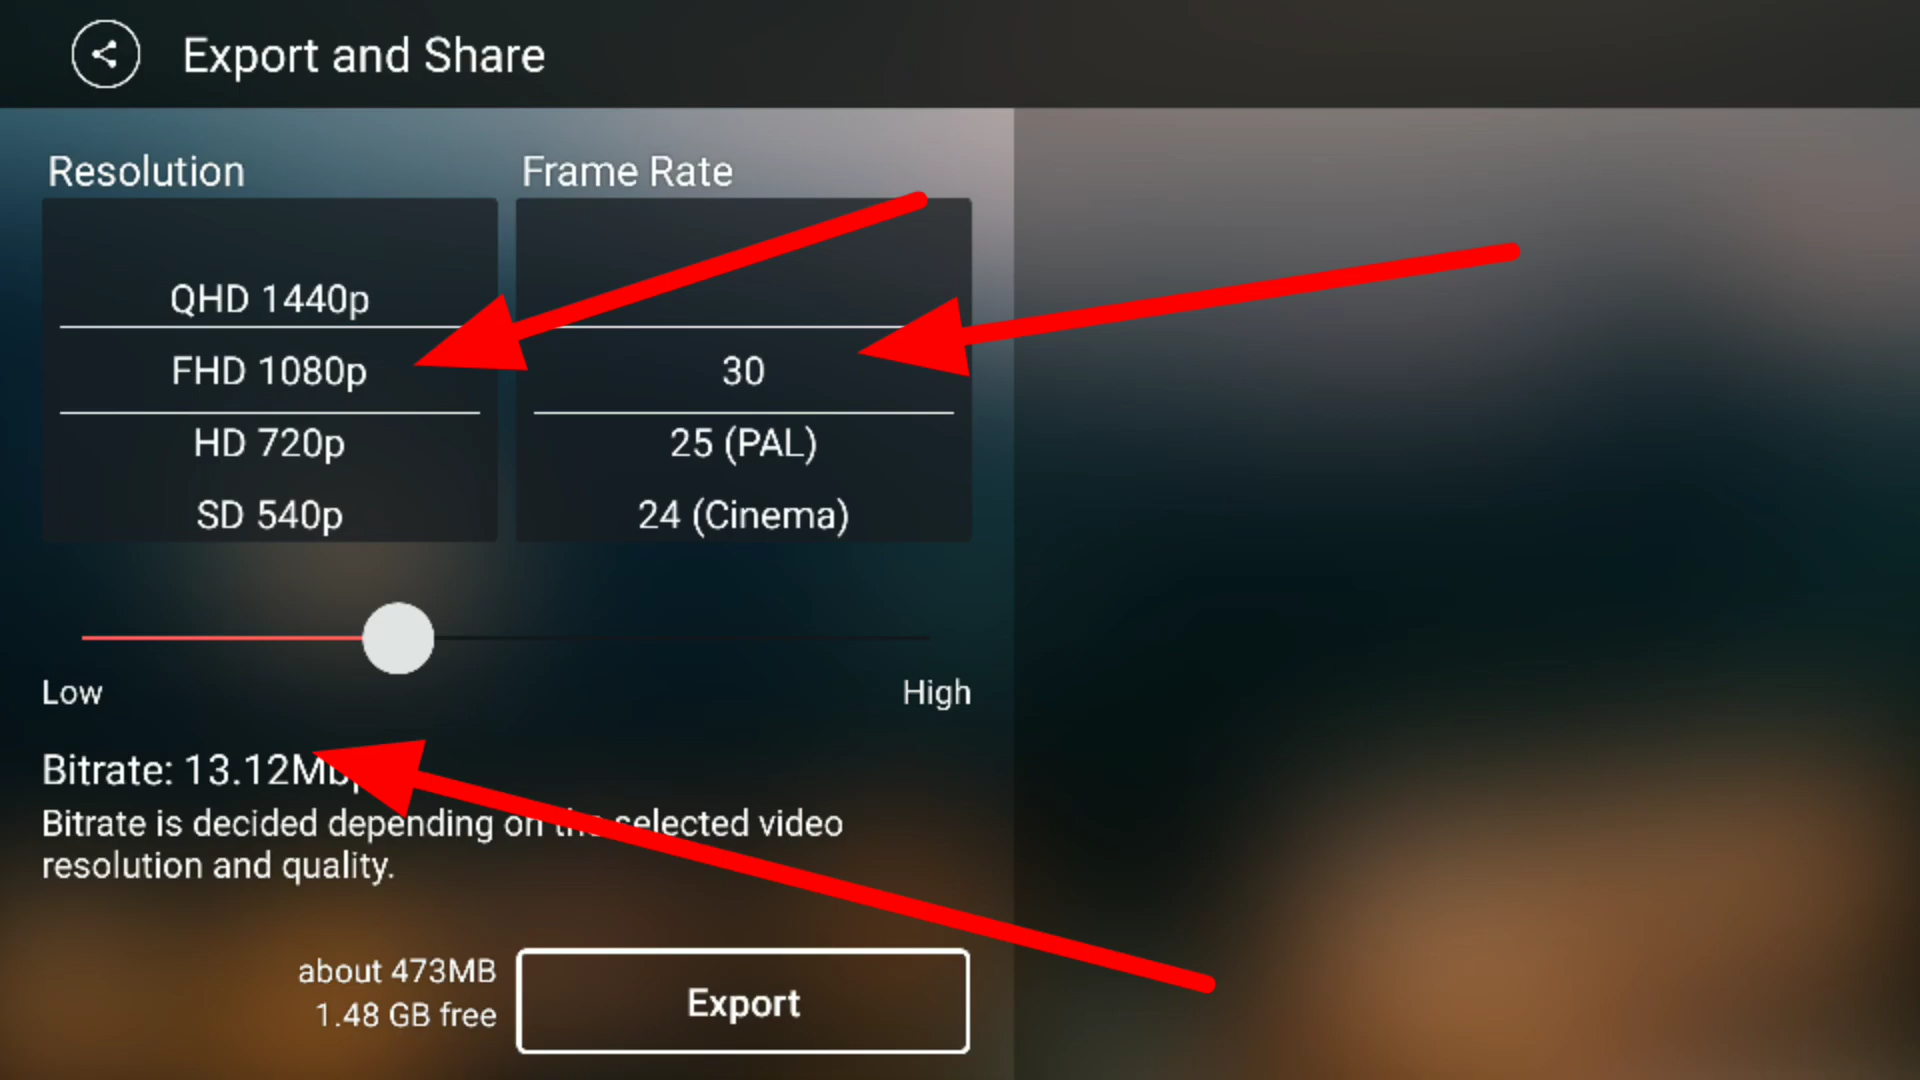 Export and Share
Resolution
Frame Rate
QHD 1440p
FHD 1080p
HD 720p
SD 540p
30
25 (PAL)
24 (Cinema)
Low
High
Bitrate: 13.12Mbp
Bitrate is decided depending on the selected video
resolution and quality.
about 473MB
1.48 GB free
Export